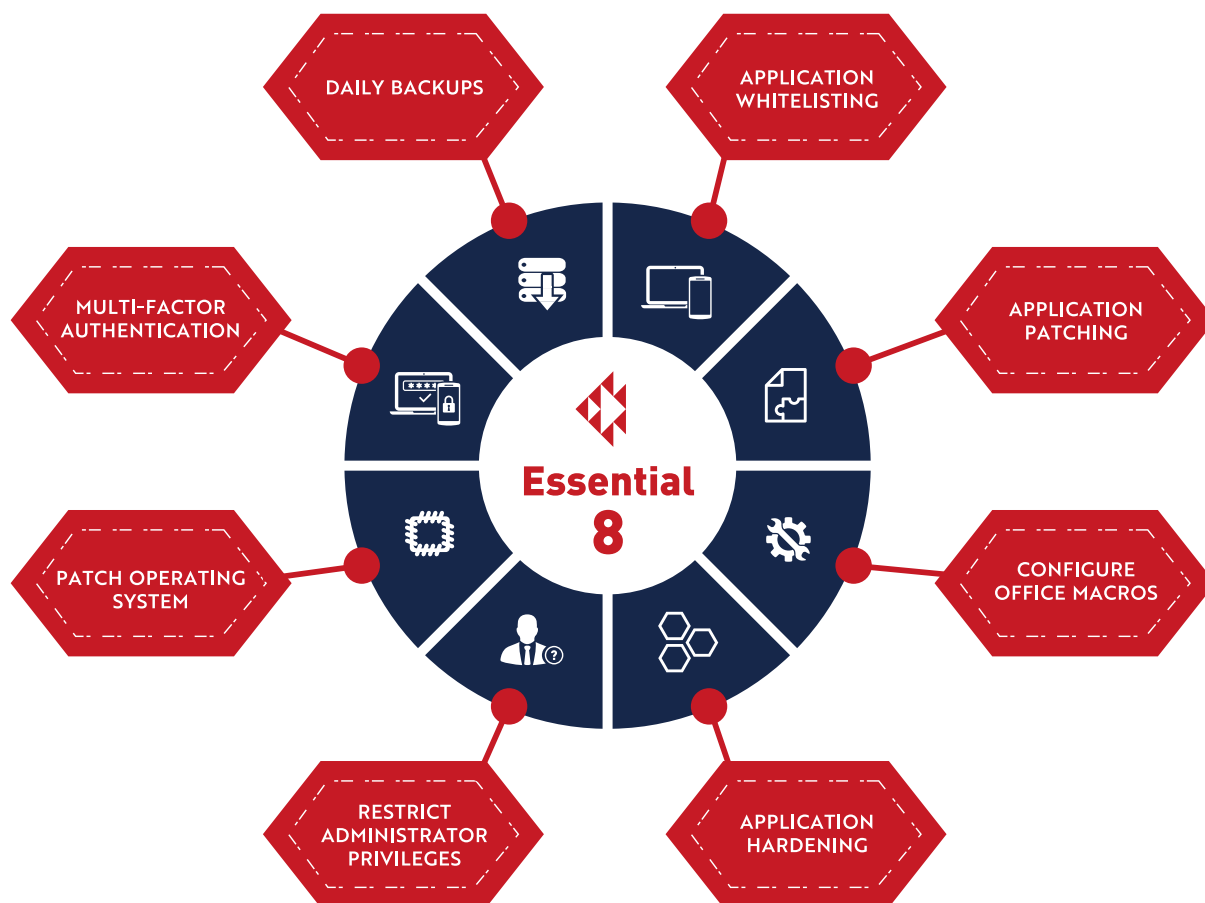 DAILY BACKUPS
APPLICATION
WHITELISTING
MULTI-FACTOR
AUTHENTICATION
APPLICATION
PATCHING
****
Essential
8
PATCH OPERATING
SYSTEM
CONFIGURE
OFFICE MACROS
?
RESTRICT
ADMINISTRATOR
PRIVILEGES
APPLICATION
HARDENING